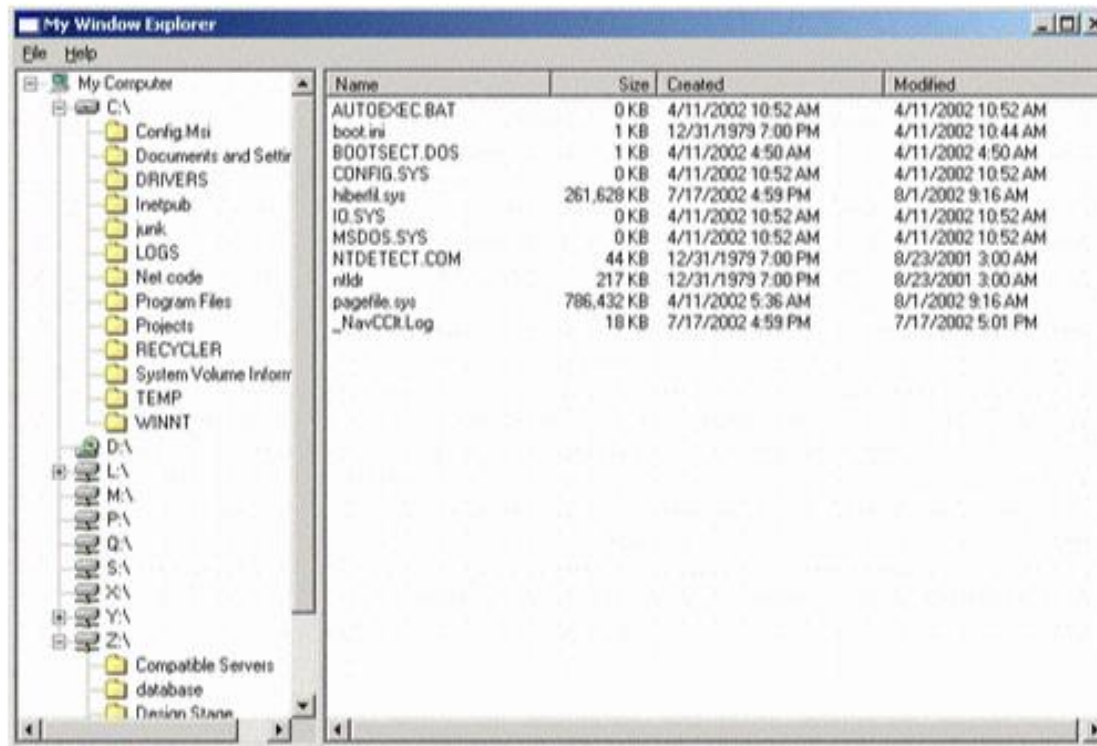 My Window Explorer
File Help
My Computer
C:\
Config.Msi
Documents and Settir
DRIVERS
Inetpub
junk
LOGS
Net code
Program Files
Projects
RECYCLER
System Volume Inform
TEMP
WINNT
D:\
L:\
M:\
P:\
Q:\
S:\
X:\
Y:\
Z:\
Compatible Servers
database
Design Stage
Name Size Created Modified
AUTOEXEC.BAT 0 KB 4/11/2002 10:52 AM 4/11/2002 10:52 AM
boot.ini 1 KB 12/31/1979 7:00 PM 4/11/2002 10:44 AM
BOOTSECT.DOS 1 KB 4/11/2002 4:50 AM 4/11/2002 4:50 AM
CONFIG.SYS 0 KB 4/11/2002 10:52 AM 4/11/2002 10:52 AM
hiberfil.sys 261,628 KB 7/17/2002 4:59 PM 8/1/2002 9:16 AM
IO.SYS 0 KB 4/11/2002 10:52 AM 4/11/2002 10:52 AM
MSDOS.SYS 0 KB 4/11/2002 10:52 AM 4/11/2002 10:52 AM
NTDETECT.COM 44 KB 12/31/1979 7:00 PM 8/23/2001 3:00 AM
ntldr 217 KB 12/31/1979 7:00 PM 8/23/2001 3:00 AM
pagefile.sys 786,432 KB 4/11/2002 5:36 AM 8/1/2002 9:16 AM
_NavCClt.Log 18 KB 7/17/2002 4:59 PM 7/17/2002 5:01 PM